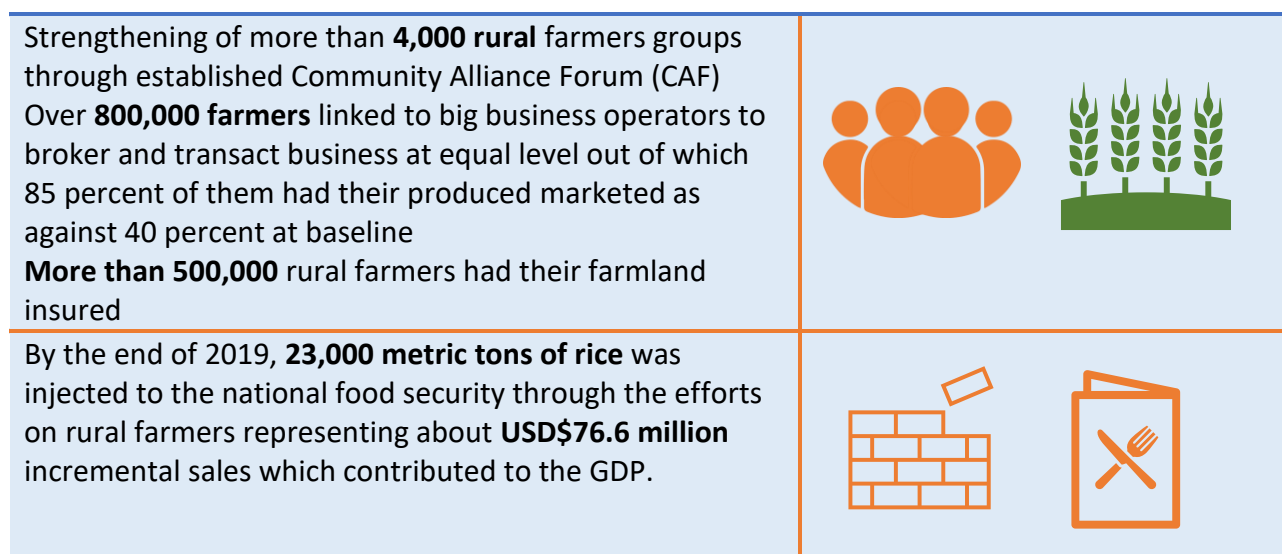 Strengthening of more than 4,000 rural farmers groups
through established Community Alliance Forum (CAF)
Over 800,000 farmers linked to big business operators to
broker and transact business at equal level out of which
85 percent of them had their produced marketed as
against 40 percent at baseline
More than 500,000 rural farmers had their farmland
insured
By the end of 2019, 23,000 metric tons of rice was
injected to the national food security through the efforts
on rural farmers representing about USD$76.6 million
incremental sales which contributed to the GDP.